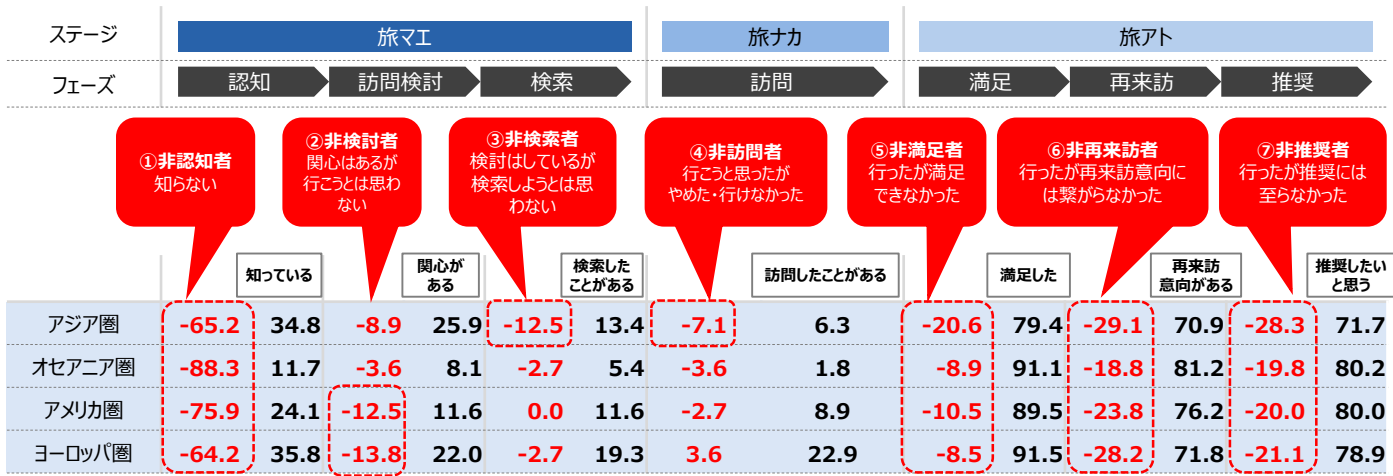 ステージ
旅マエ
旅ナカ
旅アト
フェーズ
認知
訪問検討
検索
訪問
満足
再来訪
推奨
①非認知者
知らない
②非検討者
関心はあるが
行こうとは思わ
ない
③非検索者
検討はしているが
検索しようとは思
わない
④非訪問者
行こうと思ったが
やめた・行けなかった
⑤非満足者
行ったが満足
できなかった
⑥非再来訪者
行ったが再来訪意向に
は繋がらなかった
⑦非推奨者
行ったが推奨には
至らなかった
知っている
関心が
ある
検索した
ことがある
訪問したことがある
満足した
再来訪
意向がある
推奨したい
と思う
アジア圏 -65.2 34.8 -8.9 25.9 -12.5 13.4 -7.1 6.3 -20.6 79.4 -29.1 70.9 -28.3 71.7
オセアニア圏 -88.3 11.7 -3.6 8.1 -2.7 5.4 -3.6 1.8 -8.9 91.1 -18.8 81.2 -19.8 80.2
アメリカ圏 -75.9 24.1 -12.5 11.6 0.0 11.6 -2.7 8.9 -10.5 89.5 -23.8 76.2 -20.0 80.0
ヨーロッパ圏 -64.2 35.8 -13.8 22.0 -2.7 19.3 3.6 22.9 -8.5 91.5 -28.2 71.8 -21.1 78.9